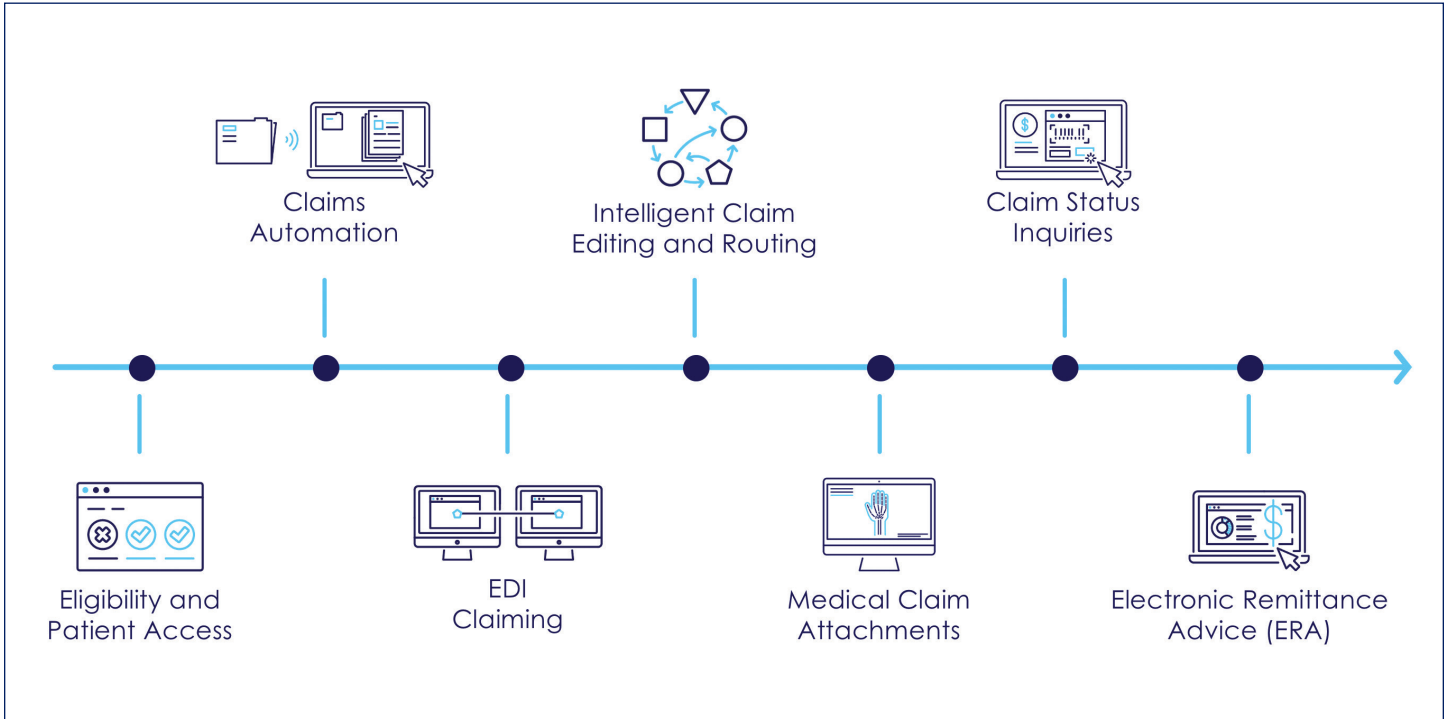 Claims
Automation
Intelligent Claim
Editing and Routing
Claim Status
Inquiries
Eligibility and
Patient Access
EDI
Claiming
Medical Claim
Attachments
Electronic Remittance
Advice (ERA)